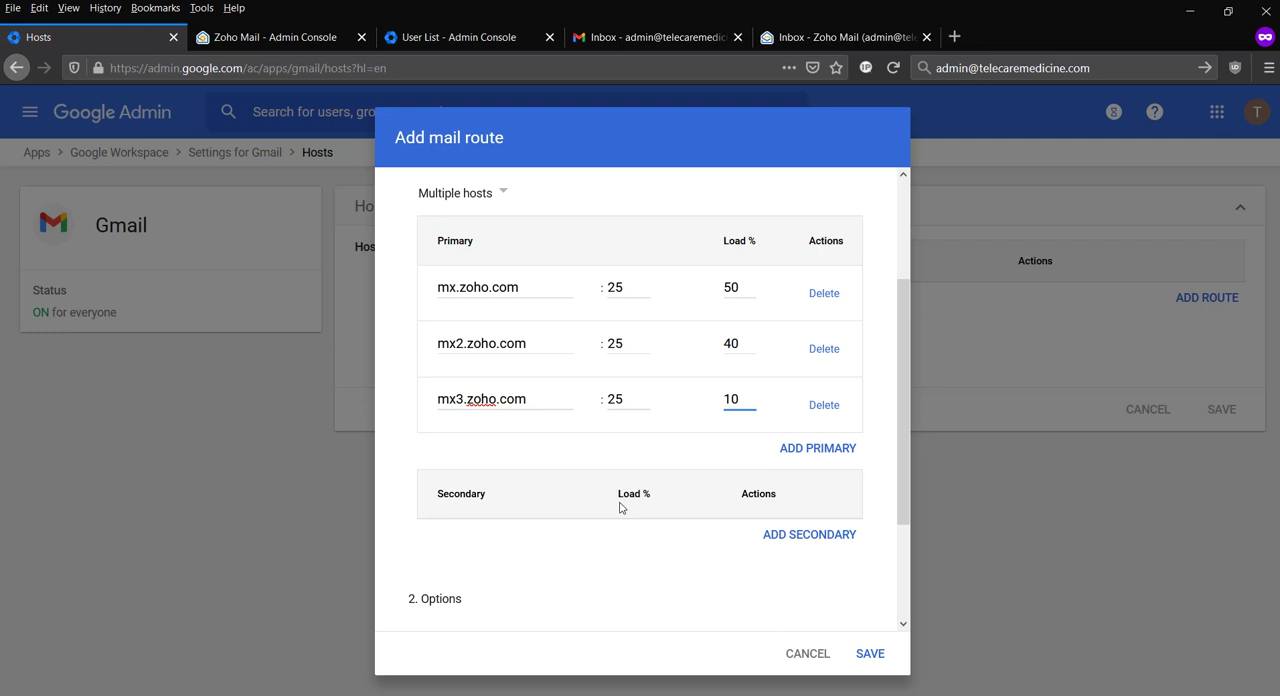 File Edit View History Bookmarks Tools Help
Hosts
Zoho Mail - Admin Console
User List - Admin Console
Inbox - admin@telecaremedic
Inbox - Zoho Mail (admin@tele
https://admin.google.com/ac/apps/gmail/hosts?hl=en
admin@telecaremedicine.com
Google Admin
Search for users, gro
T
Apps > Google Workspace > Settings for Gmail > Hosts
Gmail
Status
ON for everyone
Ho
Hos
Actions
ADD ROUTE
CANCEL SAVE
Add mail route
Multiple hosts
Primary Load % Actions
mx.zoho.com : 25 50 Delete
mx2.zoho.com : 25 40 Delete
mx3.zoho.com : 25 10 Delete
ADD PRIMARY
Secondary Load % Actions
ADD SECONDARY
2. Options
CANCEL SAVE